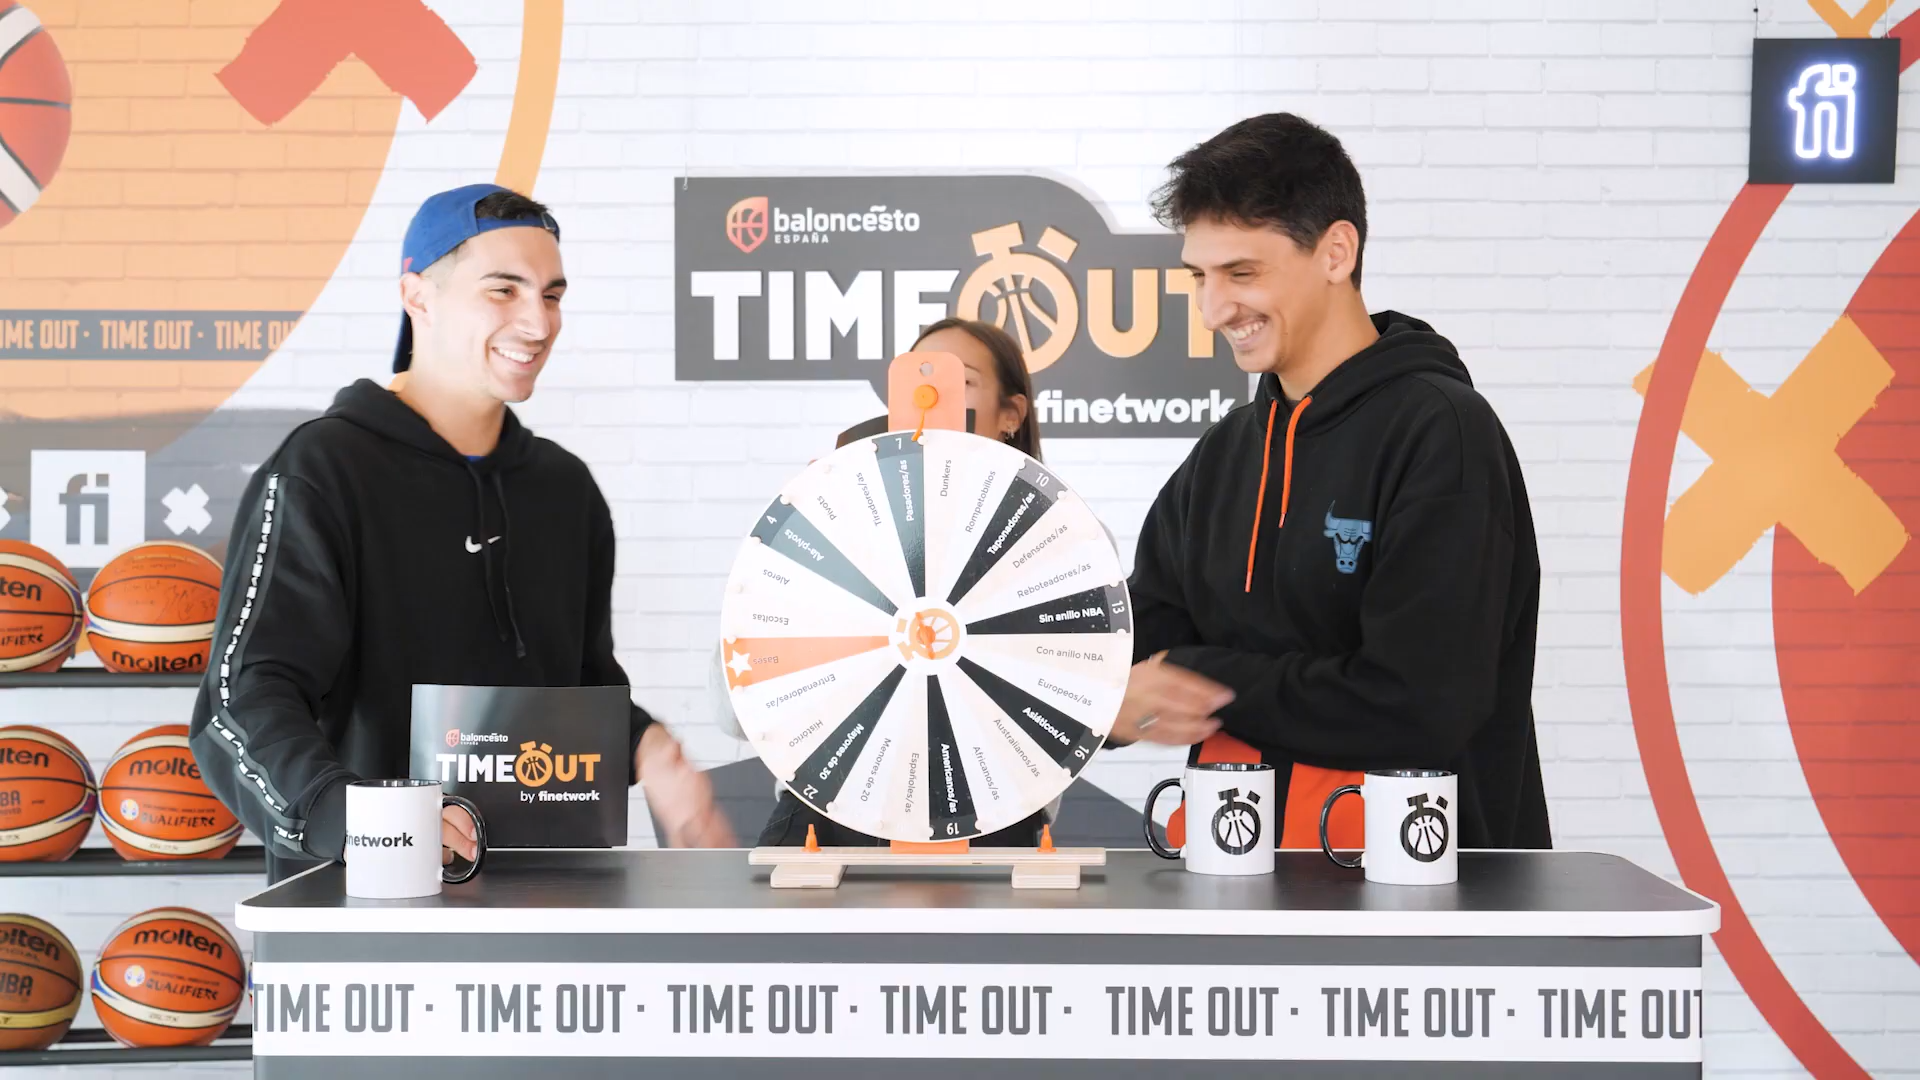 fi
baloncesto
ESPAÑA
TIMEOUT
finetwork
TIME OUT · TIME OUT ·
fi
7
Pasadores/as
Dunkers
Rompetobillos
10
Taponadores/as
Defensores/as
Reboteadores/as
13
Sin anillo NBA
Con anillo NBA
Europeos/as
16
Asiáticos/as
Australianos/as
Africanos/as
19
Americanos/as
Españoles/as
Menores de 20
22
Mayores de 30
Histórico
Entrenadores/as
Bases
Escoltas
Aleros
4
Ala-pívots
Pívots
Tiradores/as
molten
molten
QUALIFIERS
molten
QUALIFIERS
baloncesto
ESPAÑA
TIMEOUT
by finetwork
finetwork
TIME OUT · TIME OUT · TIME OUT · TIME OUT · TIME OUT · TIME OUT · TIME OUT